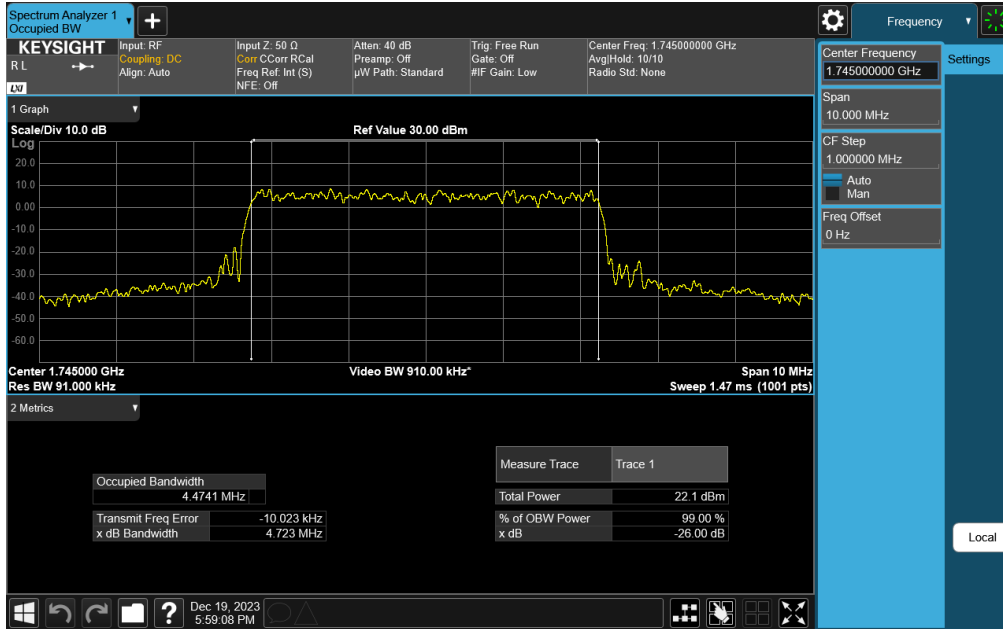 Spectrum Analyzer 1
Occupied BW
Frequency
KEYSIGHT
R L
LXI
Input: RF
Coupling: DC
Align: Auto
Input Z: 50 Ω
Corr CCorr RCal
Freq Ref: Int (S)
NFE: Off
Atten: 40 dB
Preamp: Off
µW Path: Standard
Trig: Free Run
Gate: Off
#IF Gain: Low
Center Freq: 1.745000000 GHz
Avg|Hold: 10/10
Radio Std: None
Center Frequency
1.745000000 GHz
Settings
Span
10.000 MHz
CF Step
1.000000 MHz
Auto
Man
Freq Offset
0 Hz
Local
1 Graph
Scale/Div 10.0 dB
Ref Value 30.00 dBm
Log
20.0
10.0
0.00
-10.0
-20.0
-30.0
-40.0
-50.0
-60.0
Center 1.745000 GHz
Video BW 910.00 kHz*
Span 10 MHz
Res BW 91.000 kHz
Sweep 1.47 ms (1001 pts)
2 Metrics
Measure Trace
Trace 1
Occupied Bandwidth
4.4741 MHz
Total Power
22.1 dBm
Transmit Freq Error
-10.023 kHz
% of OBW Power
99.00 %
x dB Bandwidth
4.723 MHz
x dB
-26.00 dB
?
Dec 19, 2023
5:59:08 PM